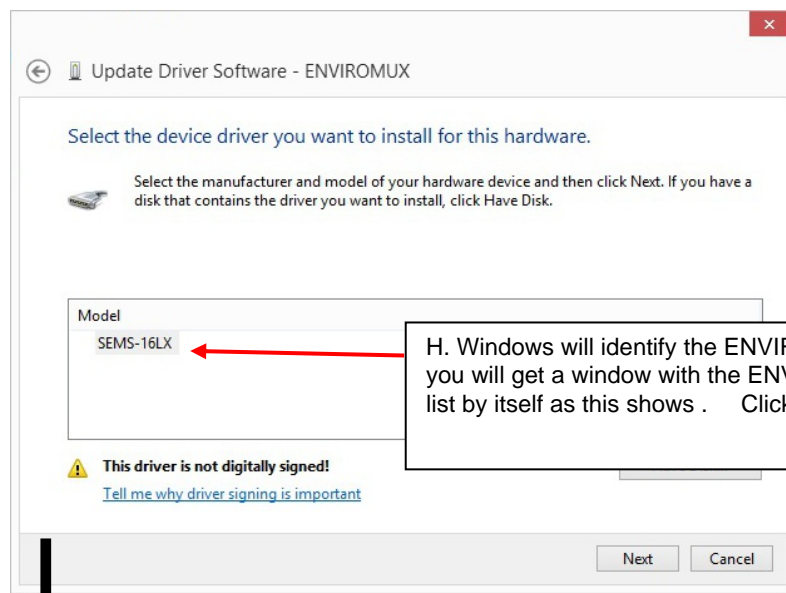 Update Driver Software - ENVIROMUX
Select the device driver you want to install for this hardware.
Select the manufacturer and model of your hardware device and then click Next. If you have a
disk that contains the driver you want to install, click Have Disk.
Model
SEMS-16LX
H. Windows will identify the
you will get a window with the
list by itself as this shows .
This driver is not digitally signed!
Tell me why driver signing is important
Next
Cancel